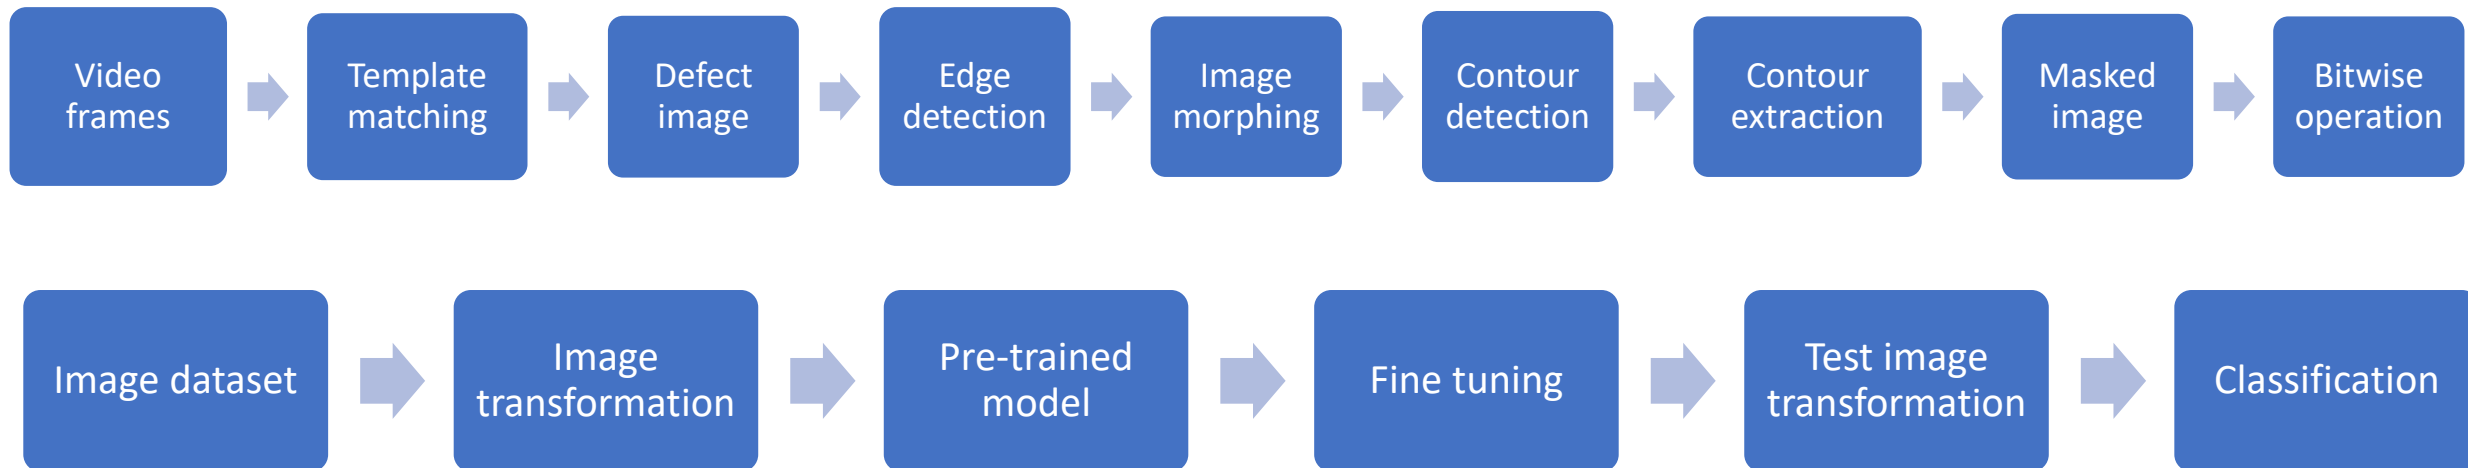 Video
frames
Template
matching
Defect
image
Edge
detection
Image
morphing
Contour
detection
Contour
extraction
Masked
image
Bitwise
operation
Image dataset
Image
transformation
Pre-trained
model
Fine tuning
Test image
transformation
Classification